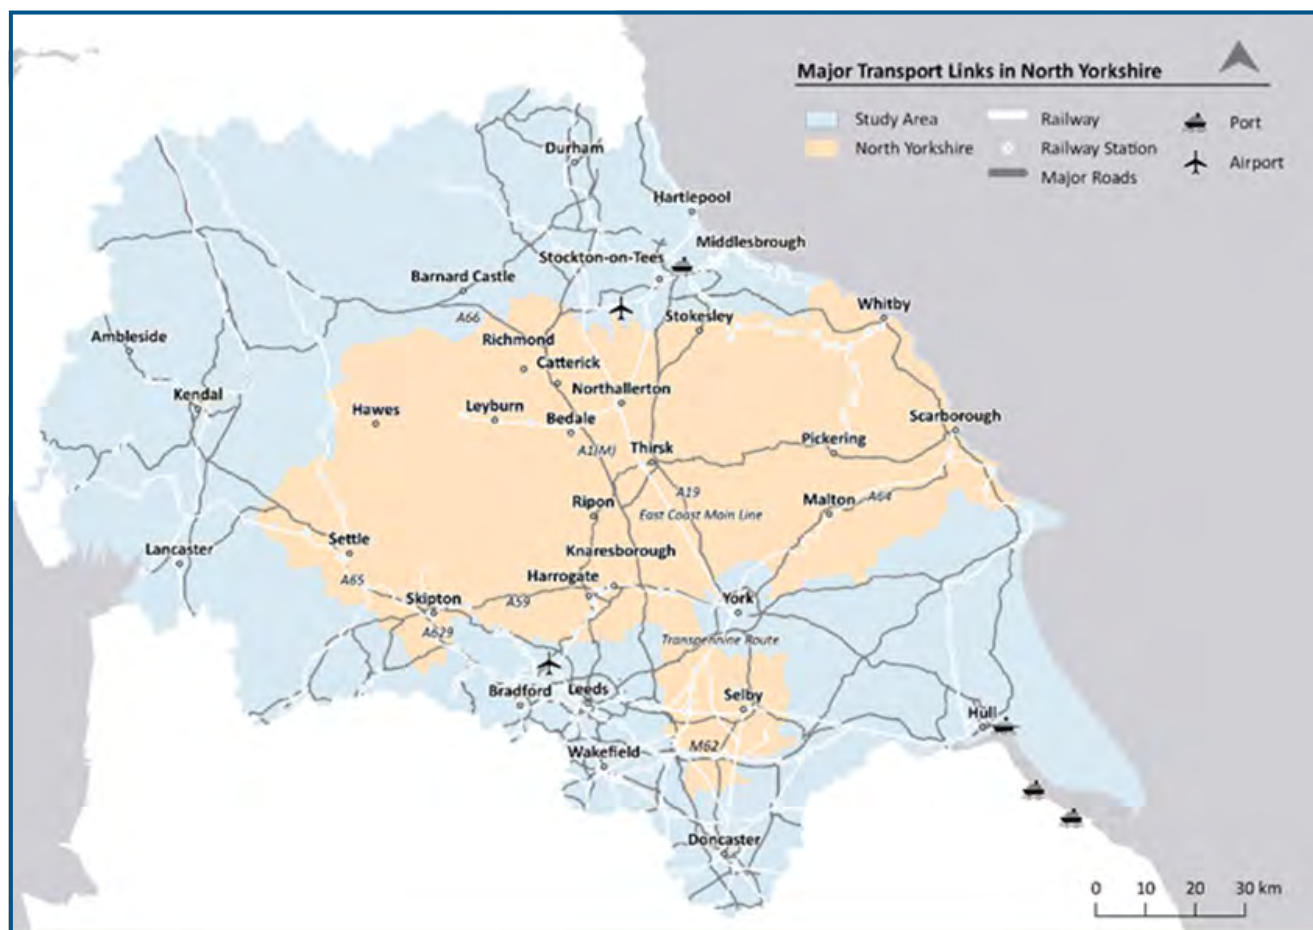 Major Transport Links in North Yorkshire
Study Area
North Yorkshire
Railway
Railway Station
Major Roads
Port
Airport
Durham
Hartlepool
Middlesbrough
Stockton-on-Tees
Barnard Castle
Whitby
A66
Stokesley
Ambleside
Richmond
Catterick
Kendal
Northallerton
Hawes
Leyburn
Bedale
Scarborough
A1(M)
Thirsk
Pickering
A19
A64
Ripon
East Coast Main Line
Malton
Settle
Lancaster
Knaresborough
A65
Harrogate
Skipton
A59
York
A629
Transpennine Route
Bradford
Leeds
Selby
Hull
Wakefield
M62
Doncaster
0 10 20 30 km